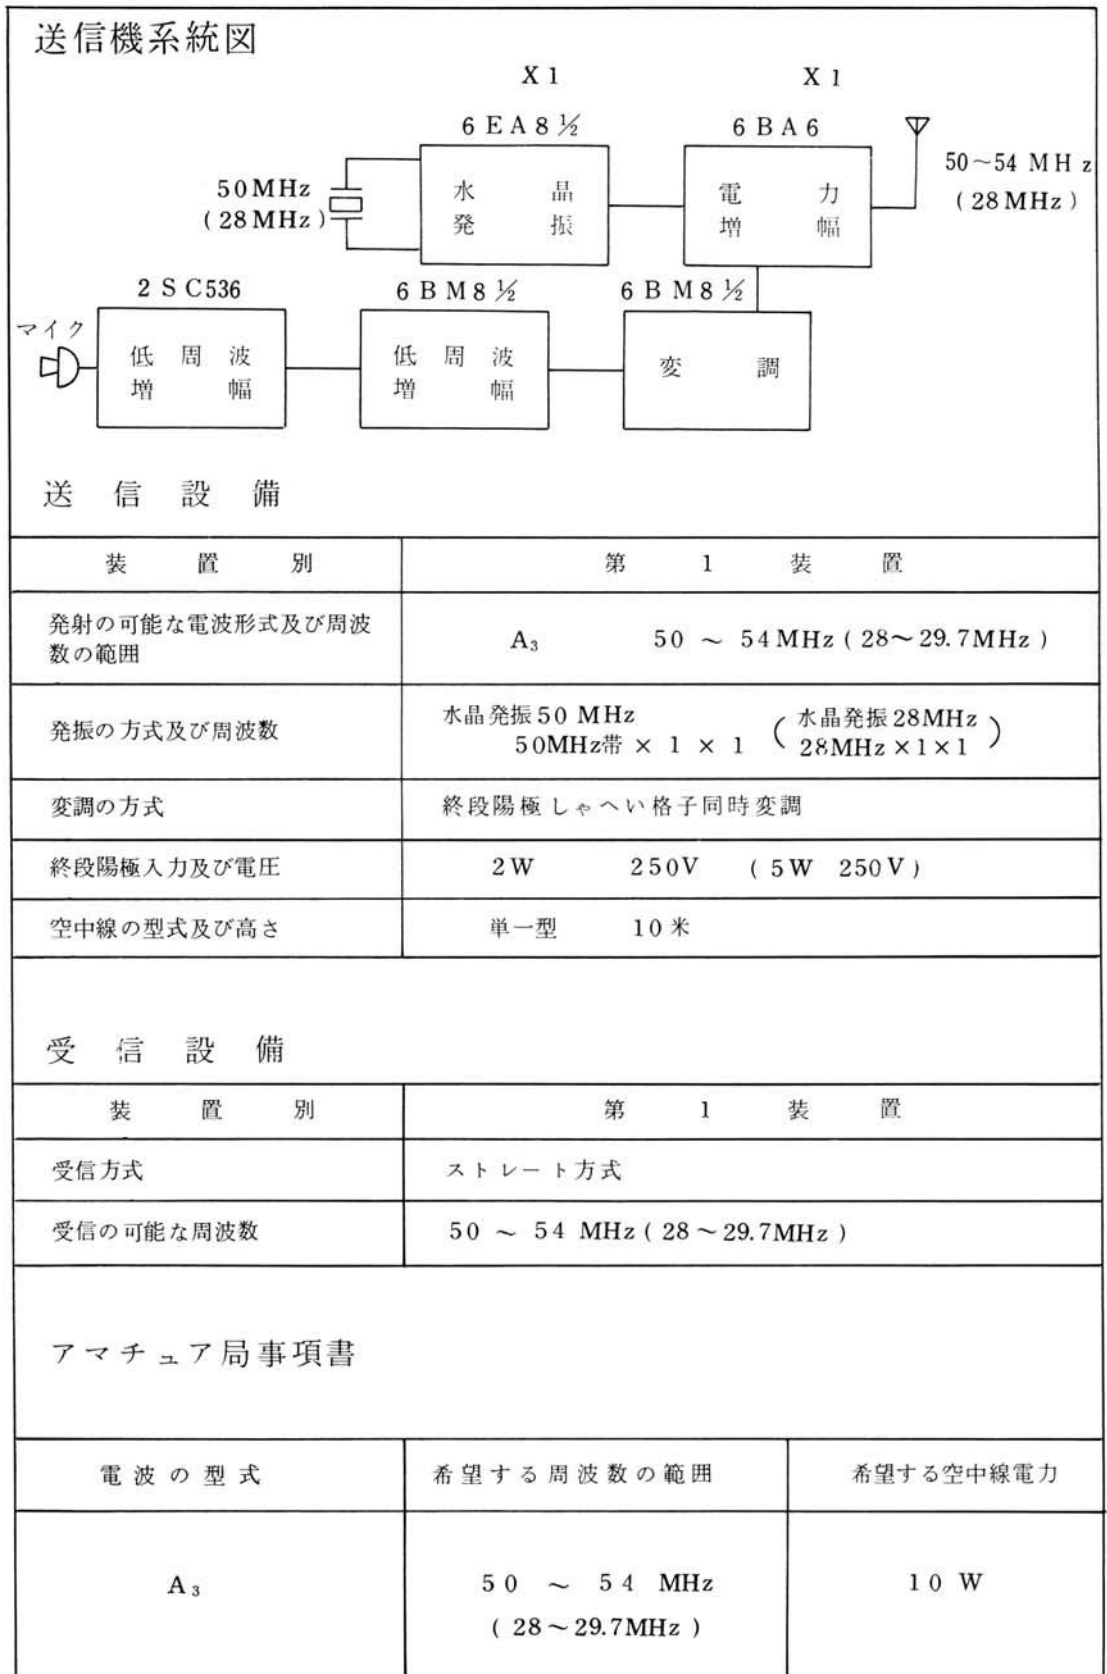 送信機系統図
X1 X1
6EA8½ 6BA6
50MHz
(28MHz)
水晶
発振
電力
増幅
50~54 MHz
(28MHz)
2SC536 6BM8½ 6BM8½
マイク
低周波
増幅
低周波
増幅
変調
送信設備
装置別 第1装置
発射の可能な電波形式及び周波
数の範囲
A₃ 50 ~ 54MHz (28~29.7MHz)
発振の方式及び周波数
水晶発振50 MHz
50MHz帯 × 1 × 1
(水晶発振28MHz
28MHz×1×1)
変調の方式 終段陽極しゃへい格子同時変調
終段陽極入力及び電圧 2W 250V (5W 250V)
空中線の型式及び高さ 単一型 10米
受信設備
装置別 第1装置
受信方式 ストレート方式
受信の可能な周波数 50 ~ 54 MHz (28~29.7MHz)
アマチュア局事項書
電波の型式 希望する周波数の範囲 希望する空中線電力
A₃ 50 ~ 54 MHz 10 W
(28~29.7MHz)